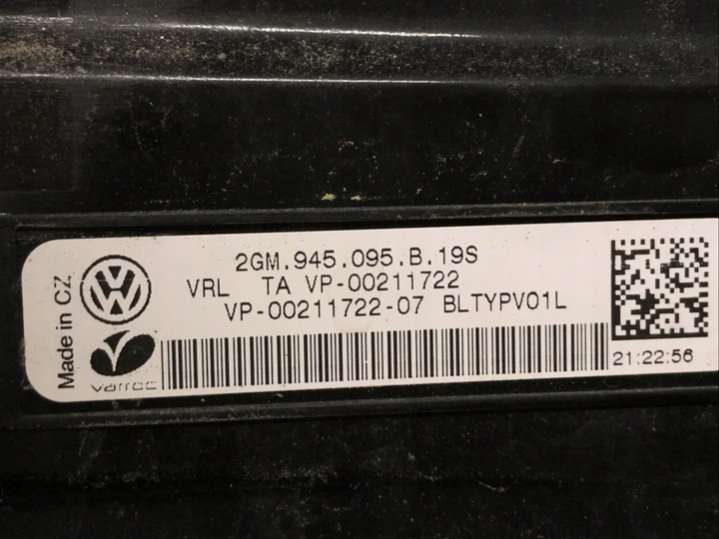 Made in CZ
VW
2GM.945.095.B.19S
VRL TA VP-00211722
VP-00211722-07 BLTYPV01L
varroc
21:22:56